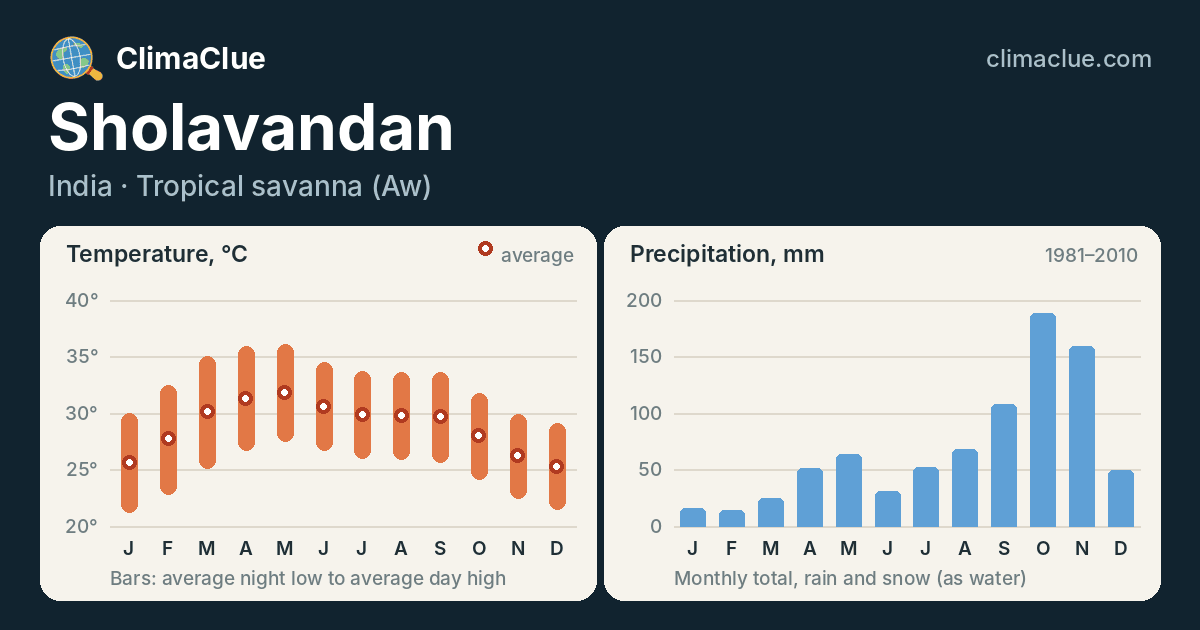 ClimaClue
climaclue.com
Sholavandan
India · Tropical savanna (Aw)
Temperature, °C
average
40°
35°
30°
25°
20°
J F M A M J J A S O N D
Bars: average night low to average day high
Precipitation, mm
1981–2010
200
150
100
50
0
J F M A M J J A S O N D
Monthly total, rain and snow (as water)